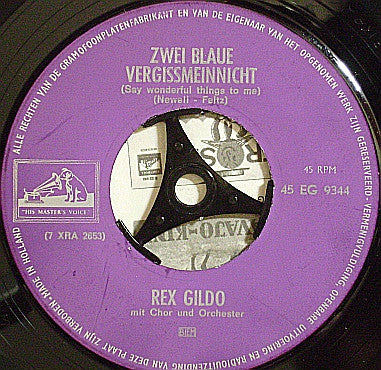 ALLE RECHTEN VAN DE GRAMOFOONPLATENFABRIKANT EN VAN DE EIGENAAR VAN HET OPGENOMEN WERK ZIJN GERESERVEERD - VERMENIGVULDIGING OPENBARE UITVOERING EN RADIOUITZENDING VAN DEZE PLAAT ZIJN VERBODEN - MADE IN HOLLAND
ZWEI BLAUE
VERGISSMEINNICHT
(Say wonderful things to me)
(Newell - Feltz)
"HIS MASTER'S VOICE"
45 RPM
45 EG 9344
(7 XRA 2653)
REX GILDO
mit Chor und Orchester
BIEM